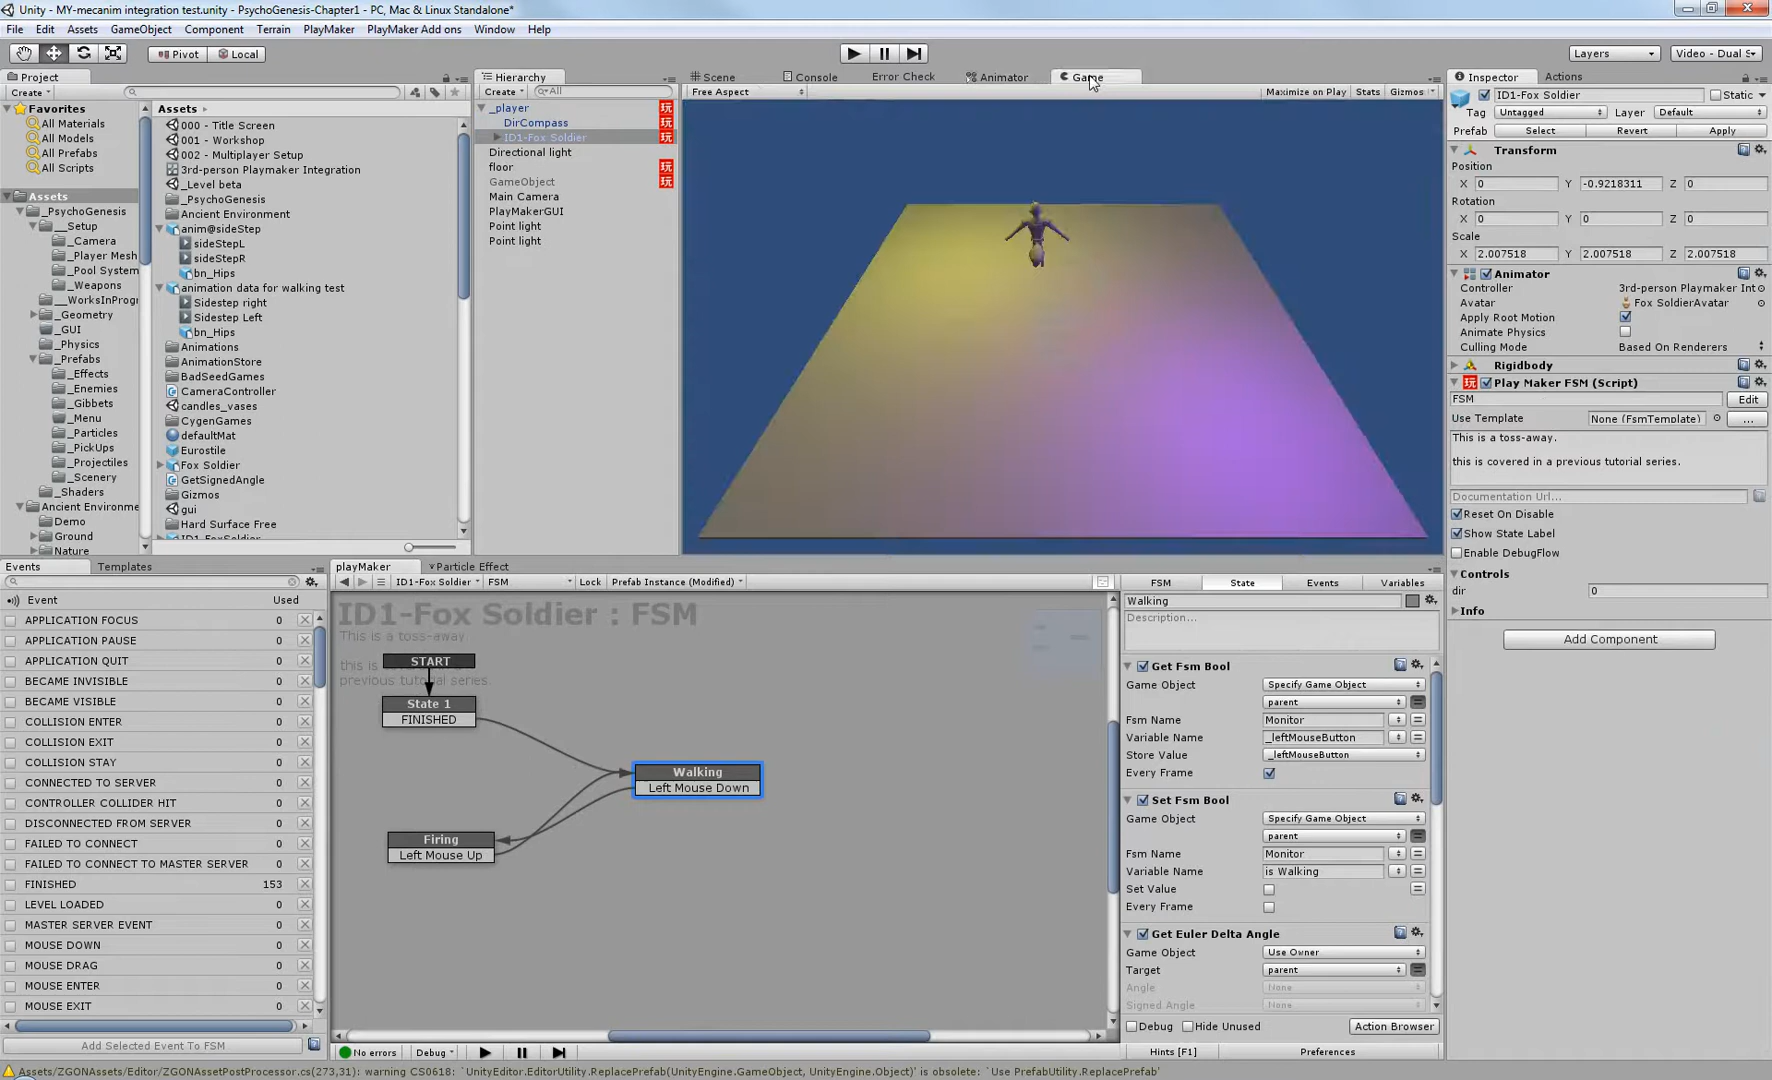 Unity - MY-mecanim integration test.unity - PsychoGenesis-Chapter1 - PC, Mac & Linux Standalone*
File Edit Assets GameObject Component Terrain PlayMaker PlayMaker Add ons Window Help
Pivot Local Layers Video - Dual S
Project
Create
Favorites
All Materials
All Models
All Prefabs
All Scripts
Assets
_PsychoGenesis
__Setup
_Camera
_Player Mesh
_Pool System
_Weapons
__WorksInProgr
_Geometry
_GUI
_Physics
_Prefabs
_Effects
_Enemies
_Gibbets
_Menu
_Particles
_PickUps
_Projectiles
_Scenery
_Shaders
Ancient Environme
Demo
Ground
Nature
Assets
000 - Title Screen
001 - Workshop
002 - Multiplayer Setup
3rd-person Playmaker Integration
_Level beta
_PsychoGenesis
Ancient Environment
anim@sideStep
sideStepL
sideStepR
bn_Hips
animation data for walking test
Sidestep right
Sidestep Left
bn_Hips
Animations
AnimationStore
BadSeedGames
CameraController
candles_vases
CygenGames
defaultMat
Eurostile
Fox Soldier
GetSignedAngle
Gizmos
gui
Hard Surface Free
ID1-FoxSoldier
Hierarchy
Create All
_player 玩
DirCompass 玩
ID1-Fox Soldier 玩
Directional light
floor 玩
GameObject 玩
Main Camera
PlayMakerGUI
Point light
Point light
Scene Console Error Check Animator Game
Free Aspect Maximize on Play Stats Gizmos
Inspector Actions
ID1-Fox Soldier Static
Tag Untagged Layer Default
Prefab Select Revert Apply
Transform
Position
X 0 Y -0.9218311 Z 0
Rotation
X 0 Y 0 Z 0
Scale
X 2.007518 Y 2.007518 Z 2.007518
Animator
Controller 3rd-person Playmaker Int
Avatar Fox SoldierAvatar
Apply Root Motion
Animate Physics
Culling Mode Based On Renderers
Rigidbody
玩 Play Maker FSM (Script)
FSM Edit
Use Template None (FsmTemplate) ...
This is a toss-away.
this is covered in a previous tutorial series.
Documentation Url...
Reset On Disable
Show State Label
Enable DebugFlow
Controls
dir 0
Info
Add Component
Events Templates
Event Used
APPLICATION FOCUS 0
APPLICATION PAUSE 0
APPLICATION QUIT 0
BECAME INVISIBLE 0
BECAME VISIBLE 0
COLLISION ENTER 0
COLLISION EXIT 0
COLLISION STAY 0
CONNECTED TO SERVER 0
CONTROLLER COLLIDER HIT 0
DISCONNECTED FROM SERVER 0
FAILED TO CONNECT 0
FAILED TO CONNECT TO MASTER SERVER 0
FINISHED 153
LEVEL LOADED 0
MASTER SERVER EVENT 0
MOUSE DOWN 0
MOUSE DRAG 0
MOUSE ENTER 0
MOUSE EXIT 0
Add Selected Event To FSM
playMaker Particle Effect
ID1-Fox Soldier FSM Lock Prefab Instance (Modified)
ID1-Fox Soldier : FSM
This is a toss-away
this is
previous tutorial series.
START
State 1
FINISHED
Walking
Left Mouse Down
Firing
Left Mouse Up
No errors Debug
FSM State Events Variables
Walking
Description...
Get Fsm Bool
Game Object Specify Game Object
parent
Fsm Name Monitor
Variable Name _leftMouseButton
Store Value _leftMouseButton
Every Frame
Set Fsm Bool
Game Object Specify Game Object
parent
Fsm Name Monitor
Variable Name is Walking
Set Value
Every Frame
Get Euler Delta Angle
Game Object Use Owner
Target parent
Angle None
Signed Angle None
Debug Hide Unused Action Browser
Hints [F1] Preferences
Assets/ZGONAssets/Editor/ZGONAssetPostProcessor.cs(273,31): warning CS0618: `UnityEditor.EditorUtility.ReplacePrefab(UnityEngine.GameObject, UnityEngine.Object)' is obsolete: `Use PrefabUtility.ReplacePrefab'